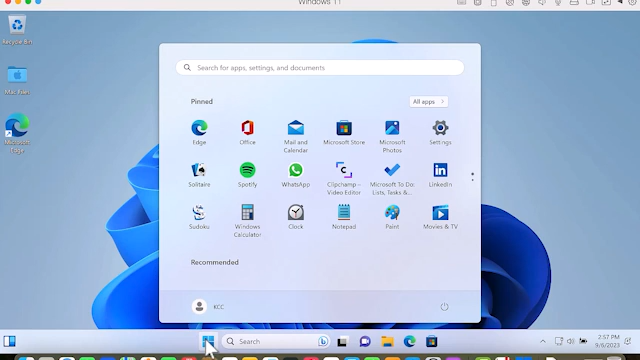 Windows 11
Recycle Bin
Mac Files
Microsoft Edge
Search for apps, settings, and documents
Pinned
All apps
Edge
Office
Mail and Calendar
Microsoft Store
Microsoft Photos
Settings
Solitaire
Spotify
WhatsApp
Clipchamp – Video Editor
Microsoft To Do: Lists, Tasks &...
LinkedIn
Sudoku
Windows Calculator
Clock
Notepad
Paint
Movies & TV
Recommended
KCC
Search
2:57 PM
9/6/2023